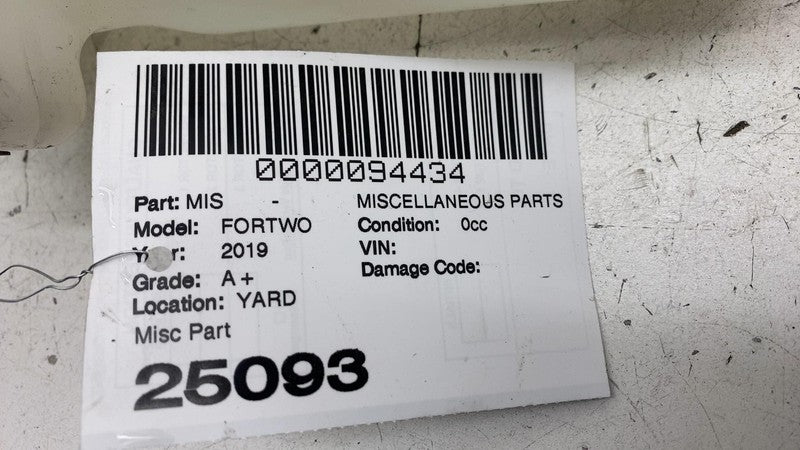 0000094434
Part: MIS - MISCELLANEOUS PARTS
Model: FORTWO Condition: 0cc
2019 VIN:
Grade: A+ Damage Code:
Location: YARD
Misc Part
25093